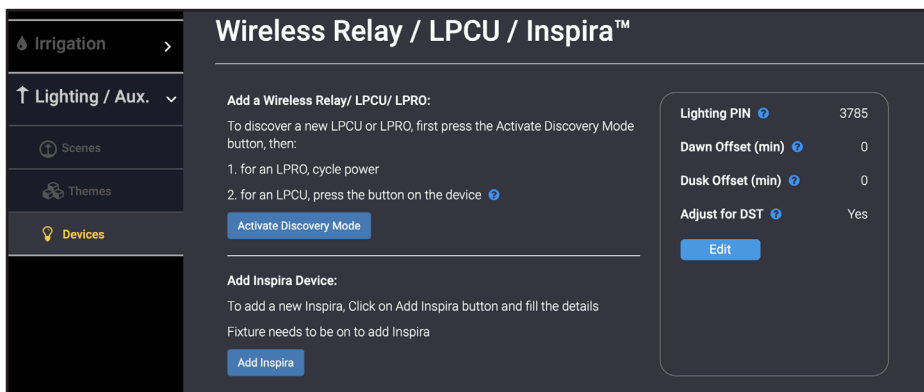 Irrigation
Lighting / Aux.
Scenes
Themes
Devices
Wireless Relay / LPCU / Inspira™
Add a Wireless Relay/ LPCU/ LPRO:
To discover a new LPCU or LPRO, first press the Activate Discovery Mode
button, then:
1. for an LPRO, cycle power
2. for an LPCU, press the button on the device ?
Activate Discovery Mode
Add Inspira Device:
To add a new Inspira, Click on Add Inspira button and fill the details
Fixture needs to be on to add Inspira
Add Inspira
Lighting PIN ? 3785
Dawn Offset (min) ? 0
Dusk Offset (min) ? 0
Adjust for DST ? Yes
Edit